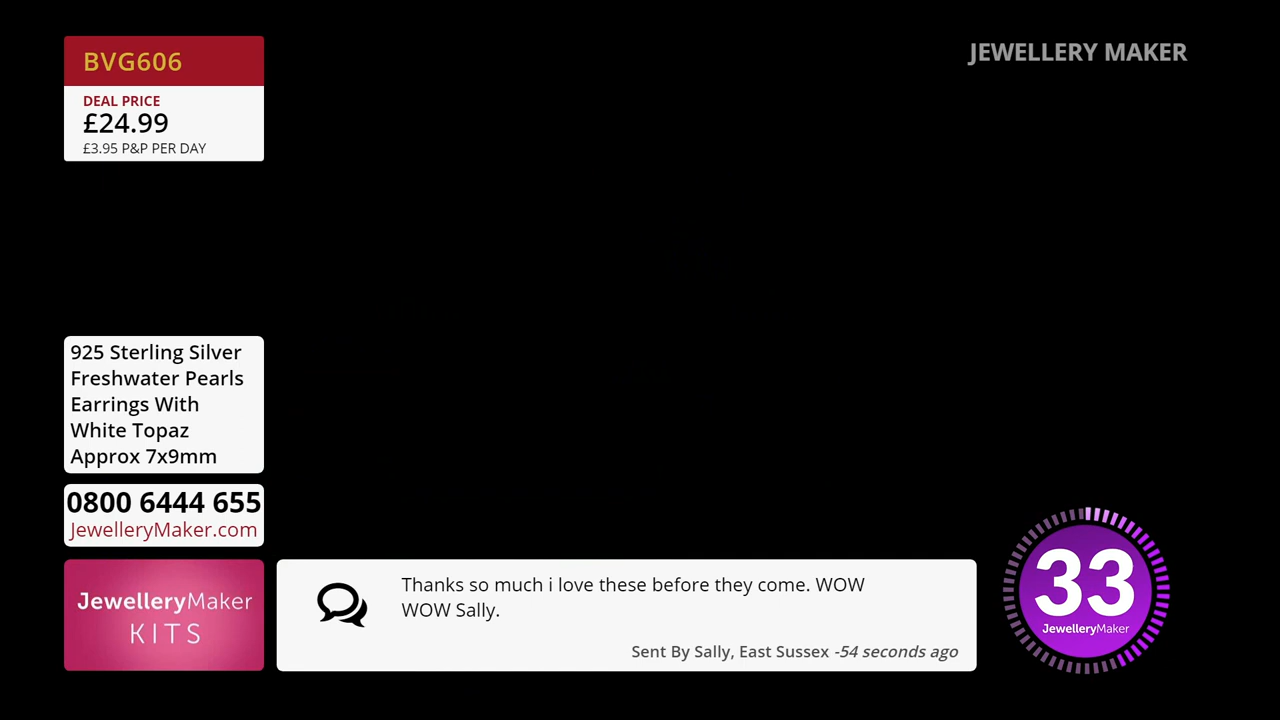 BVG606
DEAL PRICE
£24.99
£3.95 P&P PER DAY
JEWELLERY MAKER
925 Sterling Silver
Freshwater Pearls
Earrings With
White Topaz
Approx 7x9mm
0800 6444 655
JewelleryMaker.com
JewelleryMaker
KITS
Thanks so much i love these before they come. WOW
WOW Sally.
Sent By Sally, East Sussex -54 seconds ago
33
JewelleryMaker